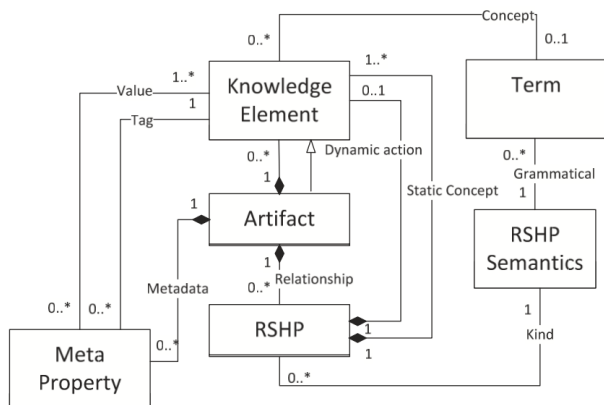 Concept
0..*
0..1
1..*
1..*
Value
Knowledge
Element
1
Tag
0..1
Term
Dynamic action
0..*
0..*
Grammatical
1
1
Static Concept
1
Artifact
RSHP
Semantics
1
Metadata
Relationship
0..*
1
0..*
0..*
RSHP
1
Kind
1
0..*
Meta
Property
0..*